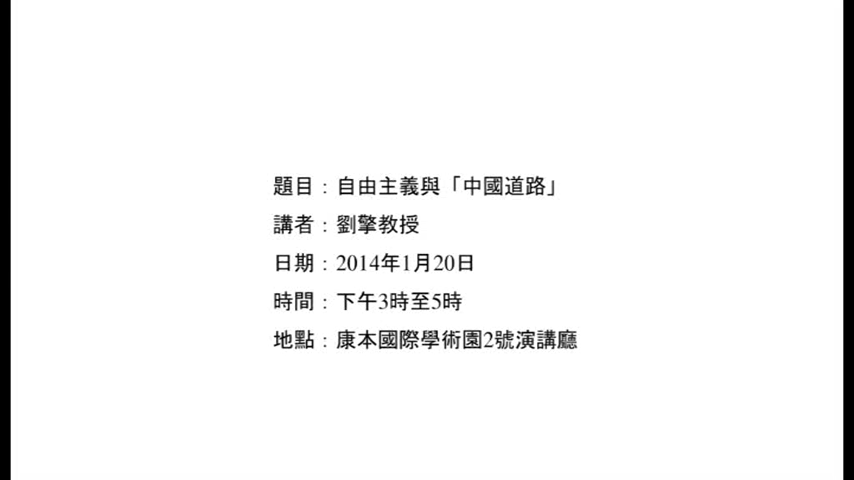 題目：自由主義與「中國道路」
講者：劉擎教授
日期：2014年1月20日
時間：下午3時至5時
地點：康本國際學術園2號演講廳